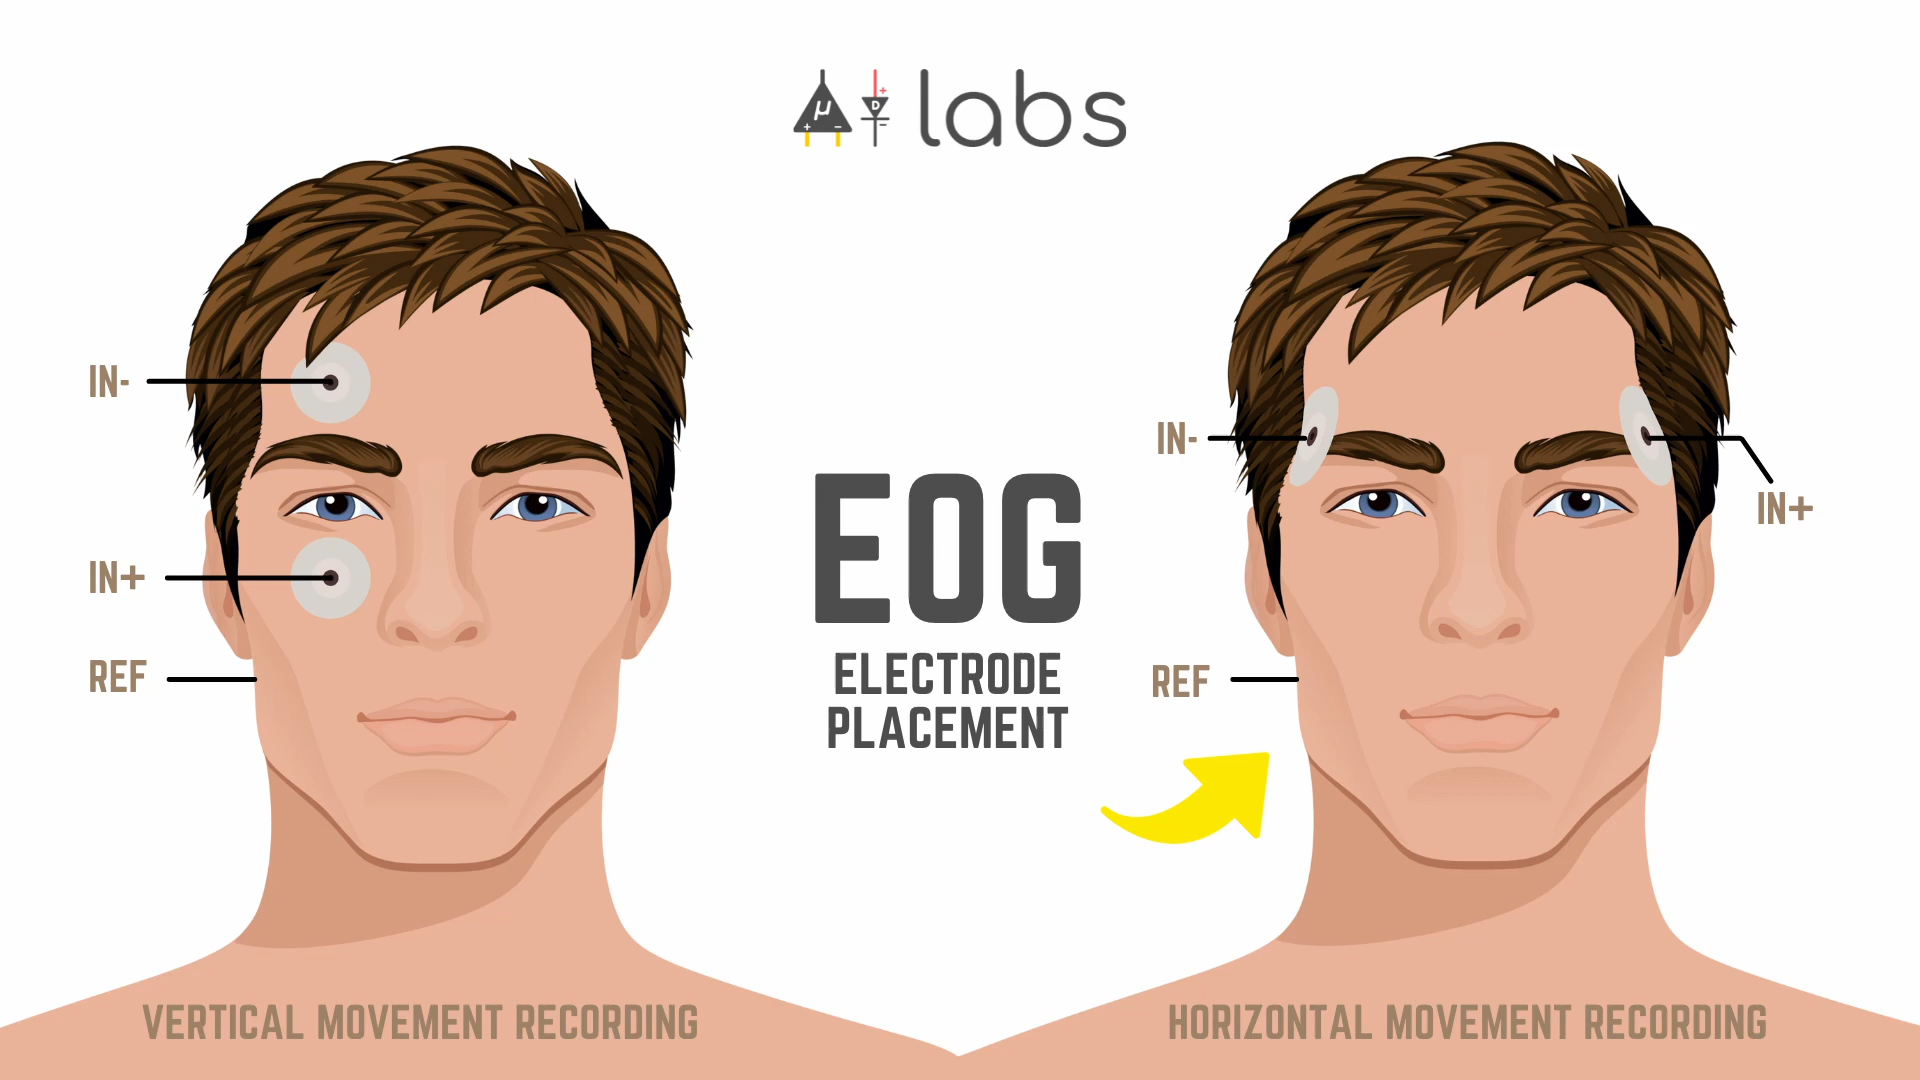 μ D labs
IN-
IN+
REF
EOG
ELECTRODE
PLACEMENT
IN-
IN+
REF
VERTICAL MOVEMENT RECORDING
HORIZONTAL MOVEMENT RECORDING